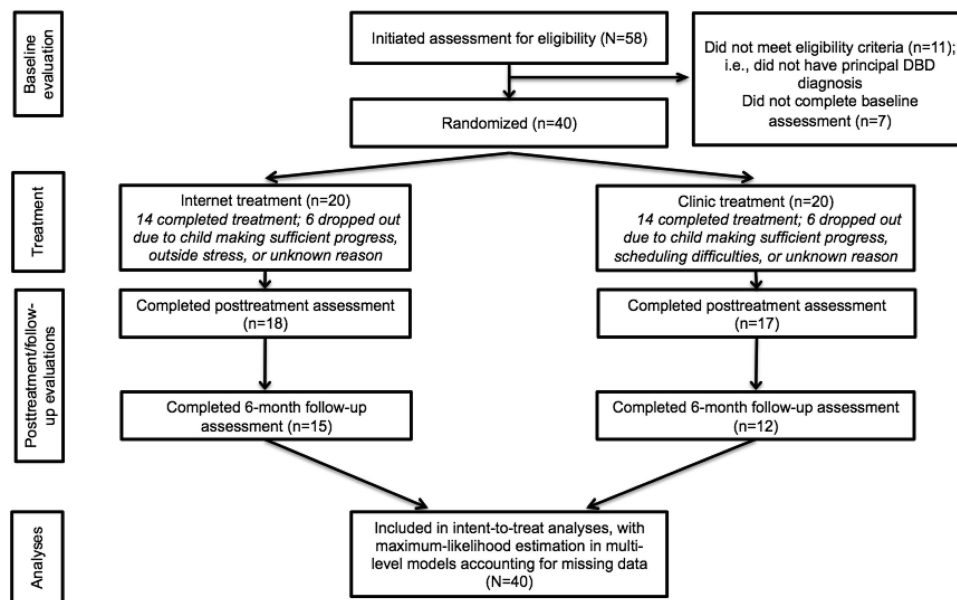 Baseline
evaluation
Initiated assessment for eligibility (N=58)
Did not meet eligibility criteria (n=11);
i.e., did not have principal DBD
diagnosis
Did not complete baseline
assessment (n=7)
Randomized (n=40)
Treatment
Internet treatment (n=20)
14 completed treatment; 6 dropped out
due to child making sufficient progress,
outside stress, or unknown reason
Clinic treatment (n=20)
14 completed treatment; 6 dropped out
due to child making sufficient progress,
scheduling difficulties, or unknown reason
Posttreatment/follow-
up evaluations
Completed posttreatment assessment
(n=18)
Completed posttreatment assessment
(n=17)
Completed 6-month follow-up
assessment (n=15)
Completed 6-month follow-up assessment
(n=12)
Analyses
Included in intent-to-treat analyses, with
maximum-likelihood estimation in multi-
level models accounting for missing data
(N=40)